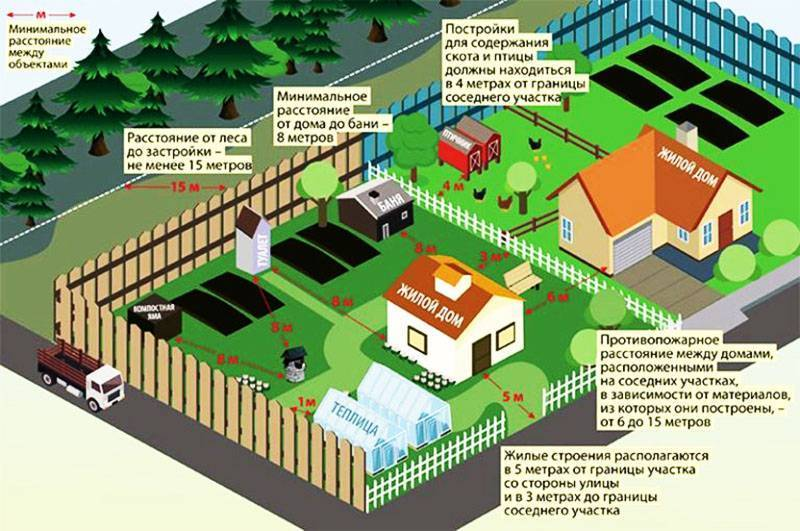 м
Минимальное
расстояние
между
объектами
Постройки
для содержания
скота и птицы
должны находиться
в 4 метрах от границы
соседнего участка
Минимальное
расстояние
от дома до бани –
8 метров
Расстояние от леса
до застройки –
не менее 15 метров
15 м
ПТИЧНИК
4 м
ЖИЛОЙ ДОМ
БАНЯ
ТУАЛЕТ
8 м
3 м
6 м
8 м
ЖИЛОЙ ДОМ
КОМПОСТНАЯ
ЯМА
8 м
8 м
1 м
ТЕПЛИЦА
5 м
Противопожарное
расстояние между домами,
расположенными
на соседних участках,
в зависимости от материалов,
из которых они построены, –
от 6 до 15 метров
Жилые строения располагаются
в 5 метрах от границы участка
со стороны улицы
и в 3 метрах до границы
соседнего участка